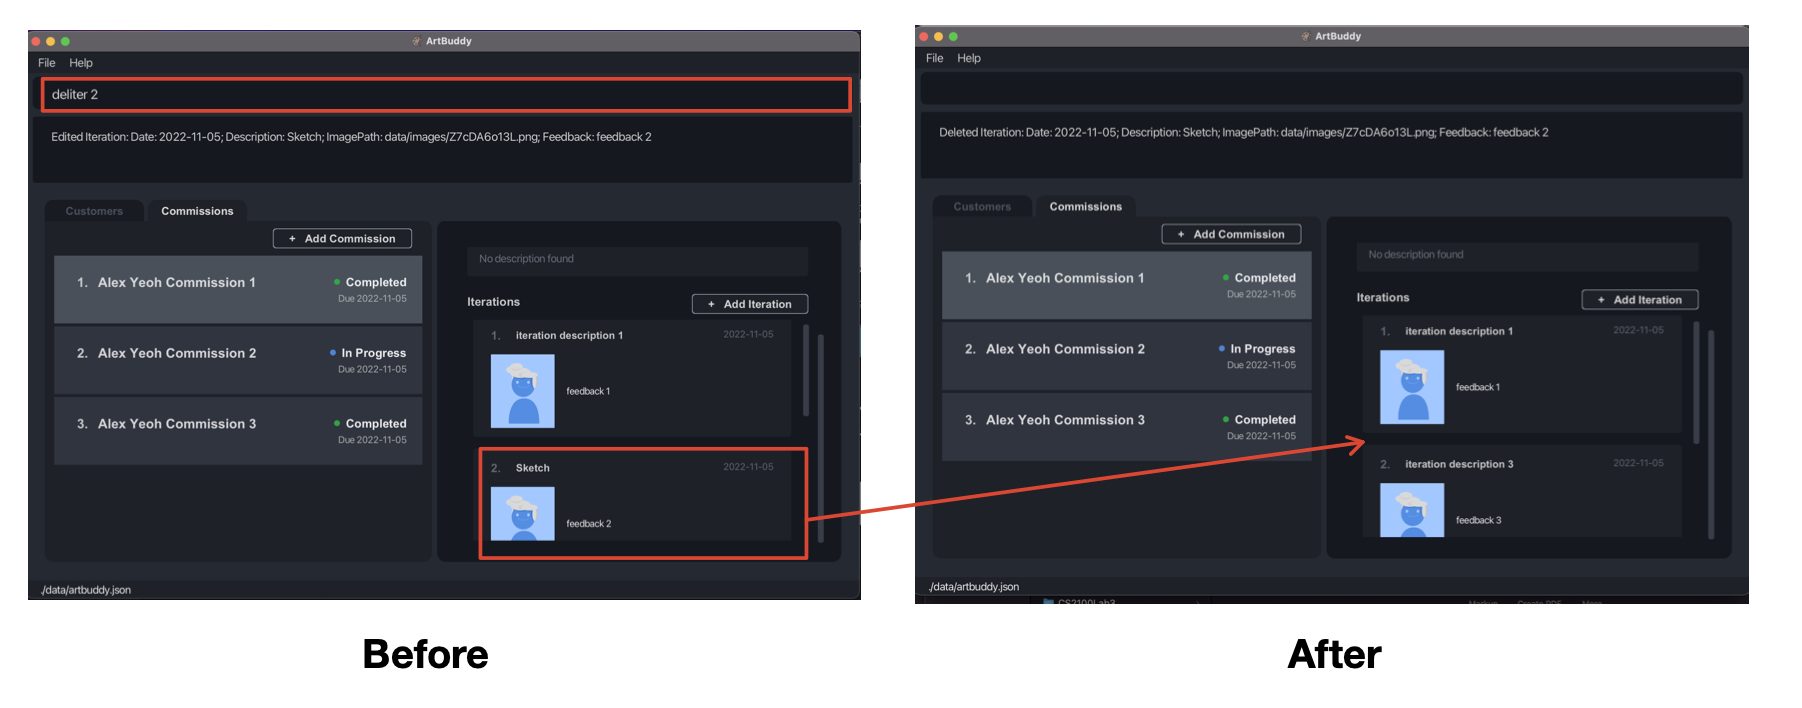 ArtBuddy
File Help
deliter 2
Edited Iteration: Date: 2022-11-05; Description: Sketch; ImagePath: data/images/Z7cDA6o13L.png; Feedback: feedback 2
Customers Commissions
+ Add Commission
1. Alex Yeoh Commission 1 Completed
Due 2022-11-05
2. Alex Yeoh Commission 2 In Progress
Due 2022-11-05
3. Alex Yeoh Commission 3 Completed
Due 2022-11-05
No description found
Iterations + Add Iteration
1. iteration description 1 2022-11-05
feedback 1
2. Sketch 2022-11-05
feedback 2
./data/artbuddy.json
Before
ArtBuddy
File Help
Deleted Iteration: Date: 2022-11-05; Description: Sketch; ImagePath: data/images/Z7cDA6o13L.png; Feedback: feedback 2
Customers Commissions
+ Add Commission
1. Alex Yeoh Commission 1 Completed
Due 2022-11-05
2. Alex Yeoh Commission 2 In Progress
Due 2022-11-05
3. Alex Yeoh Commission 3 Completed
Due 2022-11-05
No description found
Iterations + Add Iteration
1. iteration description 1 2022-11-05
feedback 1
2. iteration description 3 2022-11-05
feedback 3
./data/artbuddy.json
CS2100Lab3
After